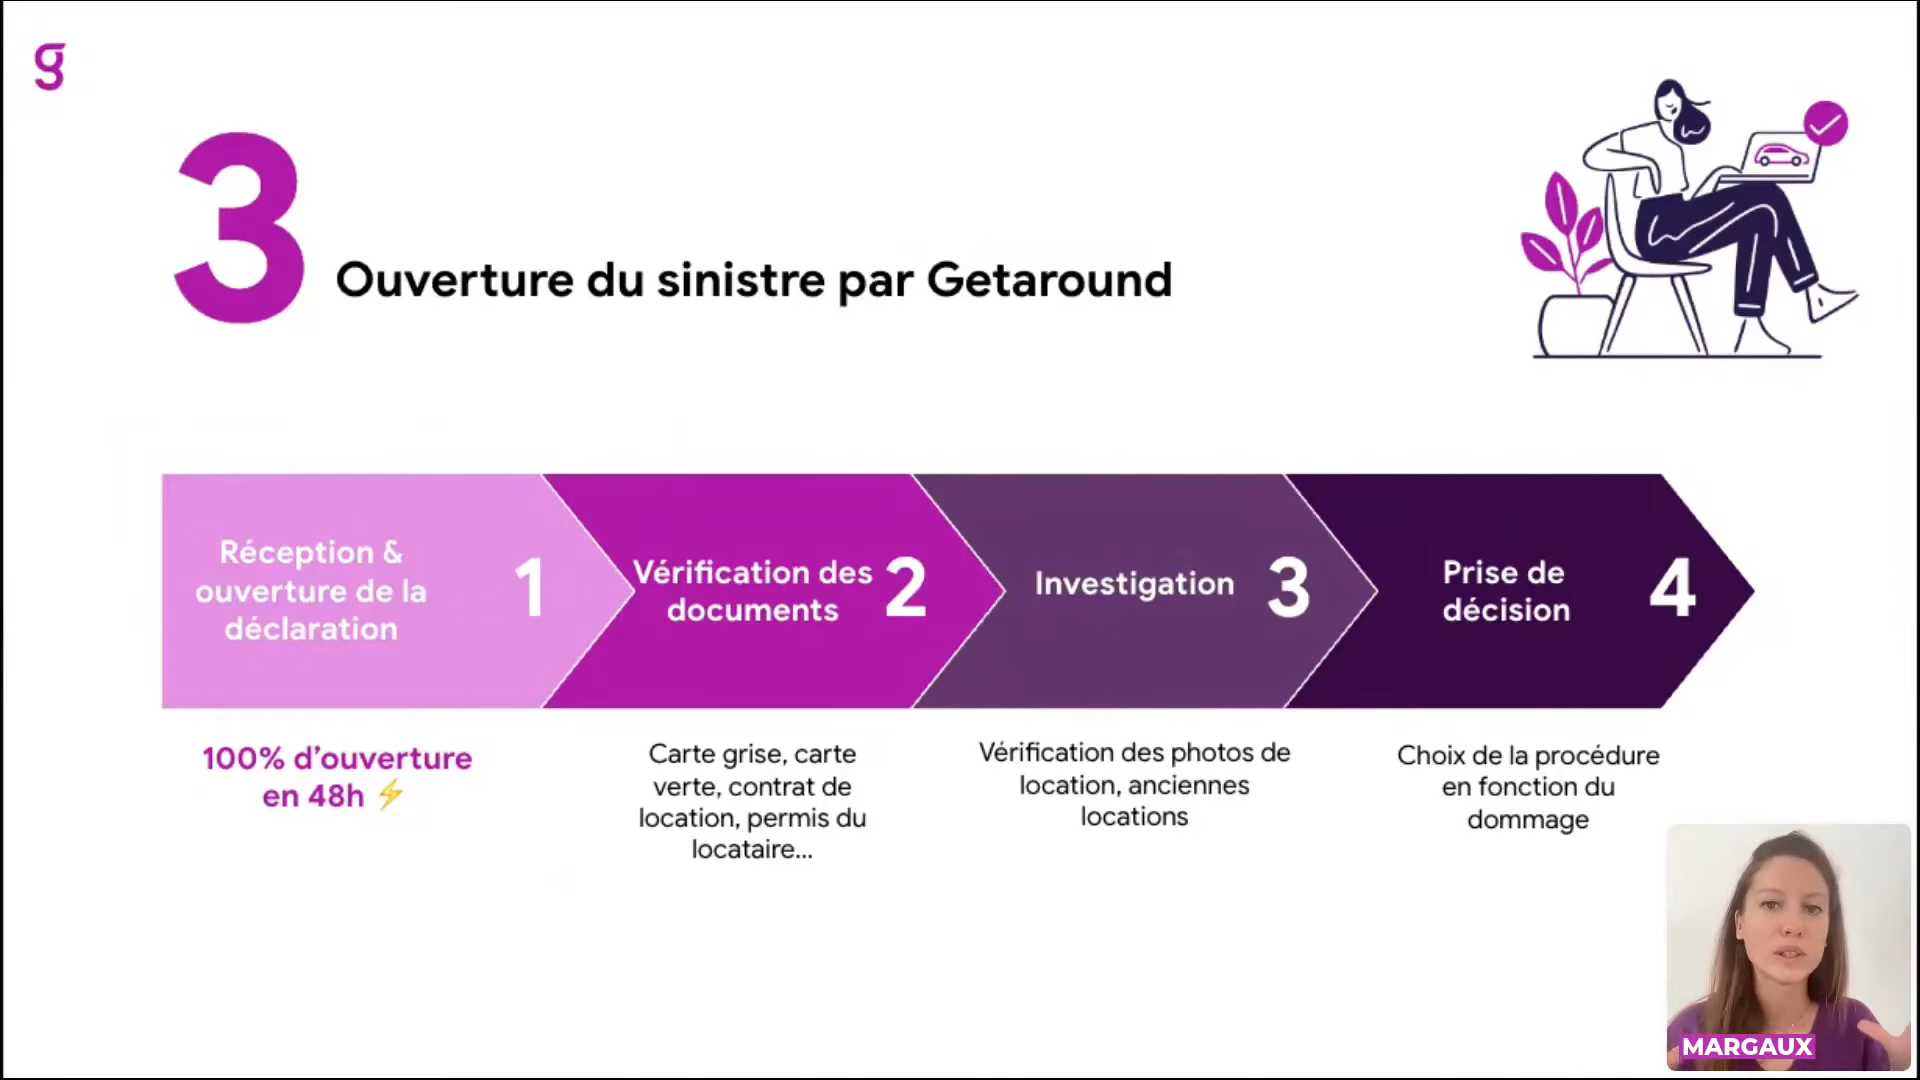 g
3
Ouverture du sinistre par Getaround
Réception &
ouverture de la
déclaration
1
Vérification des
documents
2
Investigation
3
Prise de
décision
4
100% d’ouverture
en 48h ⚡
Carte grise, carte
verte, contrat de
location, permis du
locataire...
Vérification des photos de
location, anciennes
locations
Choix de la procédure
en fonction du
dommage
MARGAUX